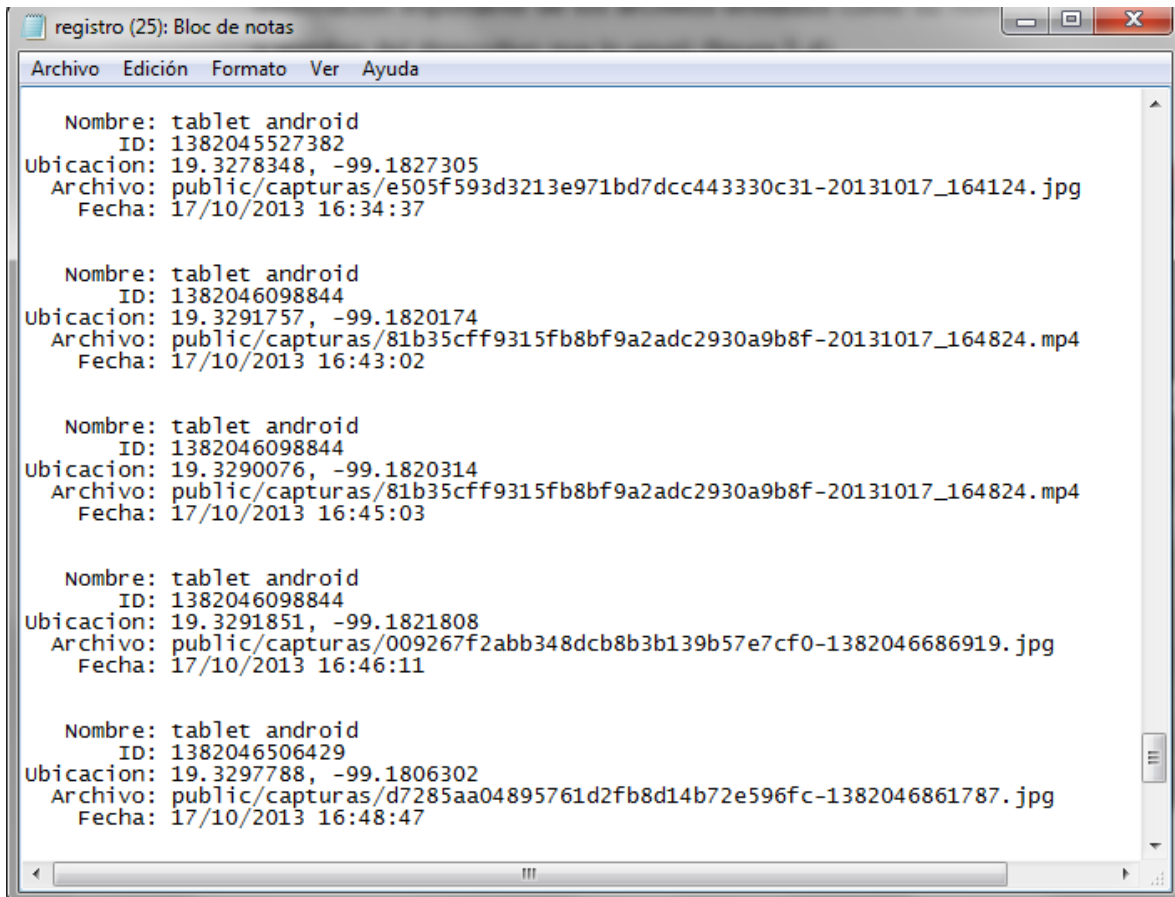 registro (25): Bloc de notas
Archivo Edición Formato Ver Ayuda
Nombre: tablet android
ID: 1382045527382
Ubicacion: 19.3278348, -99.1827305
Archivo: public/capturas/e505f593d3213e971bd7dcc443330c31-20131017_164124.jpg
Fecha: 17/10/2013 16:34:37
Nombre: tablet android
ID: 1382046098844
Ubicacion: 19.3291757, -99.1820174
Archivo: public/capturas/81b35cff9315fb8bf9a2adc2930a9b8f-20131017_164824.mp4
Fecha: 17/10/2013 16:43:02
Nombre: tablet android
ID: 1382046098844
Ubicacion: 19.3290076, -99.1820314
Archivo: public/capturas/81b35cff9315fb8bf9a2adc2930a9b8f-20131017_164824.mp4
Fecha: 17/10/2013 16:45:03
Nombre: tablet android
ID: 1382046098844
Ubicacion: 19.3291851, -99.1821808
Archivo: public/capturas/009267f2abb348dcb8b3b139b57e7cf0-1382046686919.jpg
Fecha: 17/10/2013 16:46:11
Nombre: tablet android
ID: 1382046506429
Ubicacion: 19.3297788, -99.1806302
Archivo: public/capturas/d7285aa04895761d2fb8d14b72e596fc-1382046861787.jpg
Fecha: 17/10/2013 16:48:47